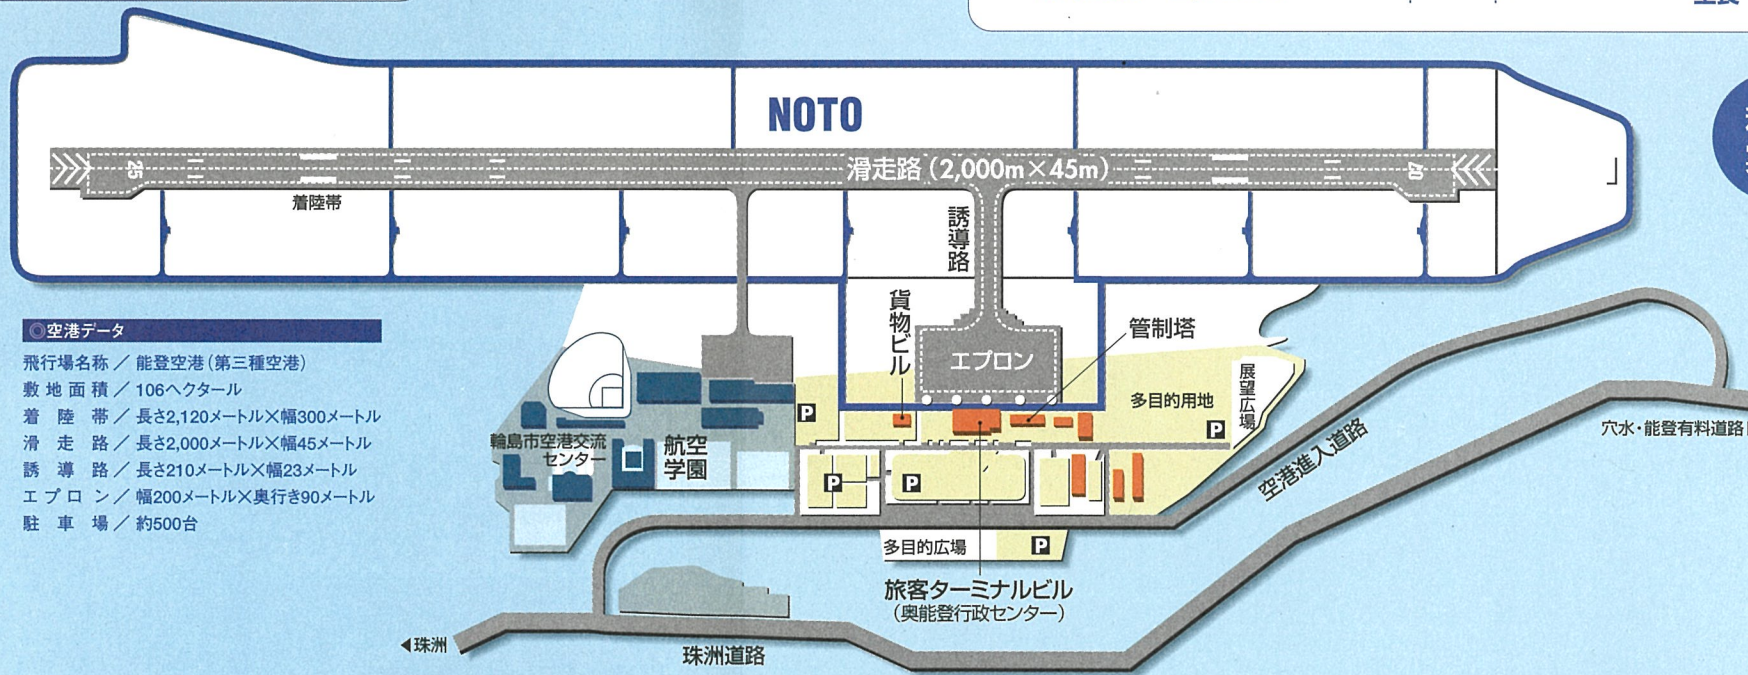 NOTO
滑走路(2,000m×45m)
25
07
着陸帯
誘導路
貨物ビル
エプロン
管制塔
多目的用地
展望広場
◎空港データ
飛行場名称/能登空港(第三種空港)
敷地面積/106ヘクタール
着陸帯/長さ2,120メートル×幅300メートル
滑走路/長さ2,000メートル×幅45メートル
誘導路/長さ210メートル×幅23メートル
エプロン/幅200メートル×奥行き90メートル
駐車場/約500台
P
P
輪島市空港交流
センター
航空
学園
P
P
空港進入道路
穴水・能登有料道路
多目的広場
P
旅客ターミナルビル
(奥能登行政センター)
◀珠洲
珠洲道路